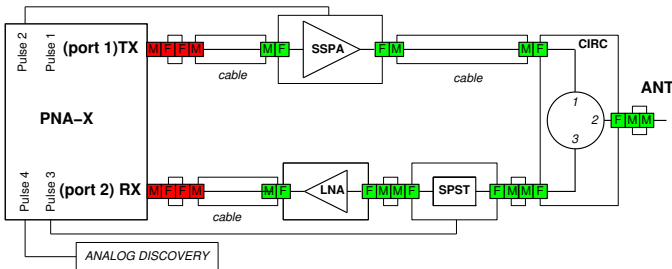 Pulse 2
Pulse 1
(port 1)TX
M F F M
M F
SSPA
F M
M F
CIRC
cable
cable
ANT
1
2
3
F M M
PNA-X
Pulse 4
Pulse 3
(port 2) RX
M F F M
M F
LNA
F M M F
SPST
F M M F
cable
ANALOG DISCOVERY